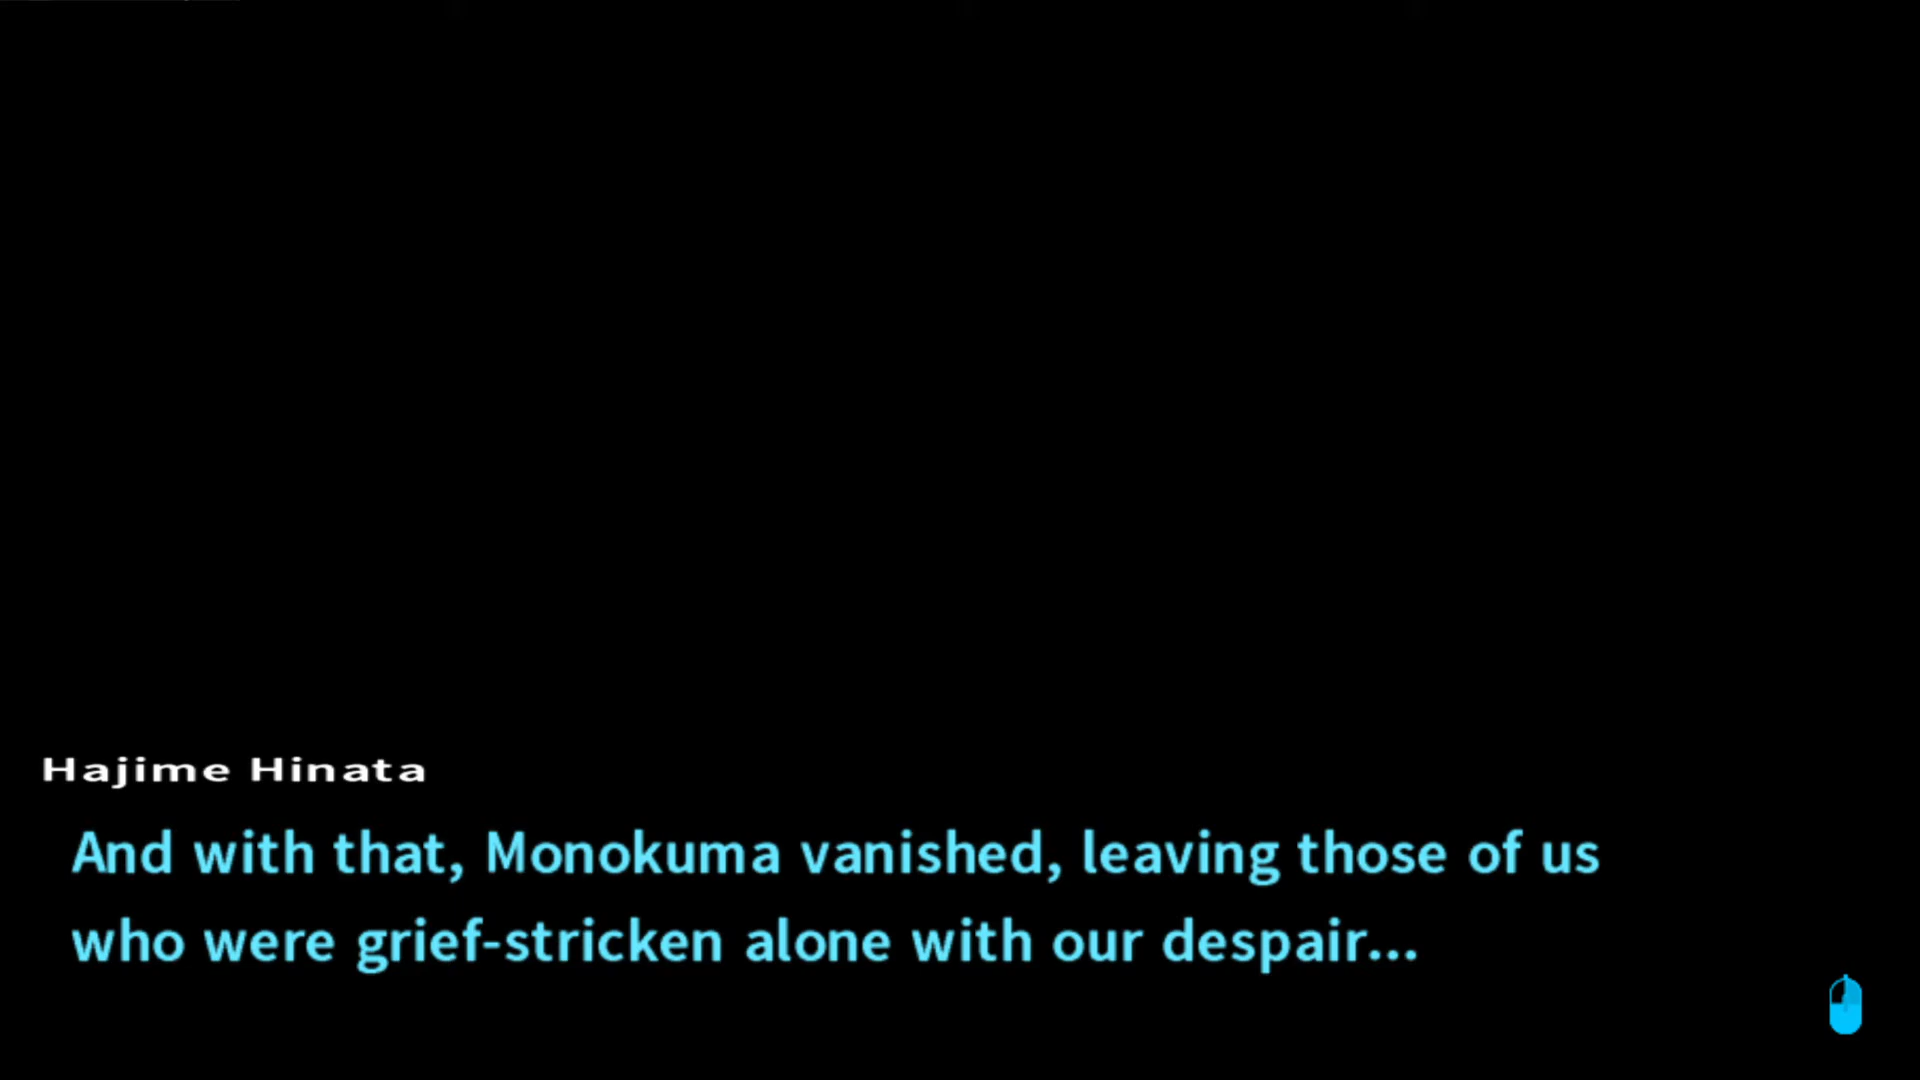 Hajime Hinata
And with that, Monokuma vanished, leaving those of us
who were grief-stricken alone with our despair...